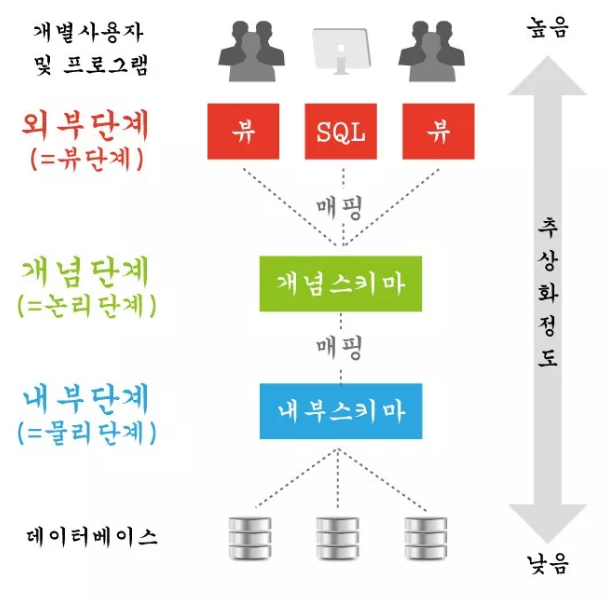 개별사용자
및 프로그램
높음
외부단계
(=뷰단계)
뷰
SQL
뷰
매핑
추상화정도
개념단계
(=논리단계)
개념스키마
매핑
내부단계
(=물리단계)
내부스키마
데이터베이스
낮음